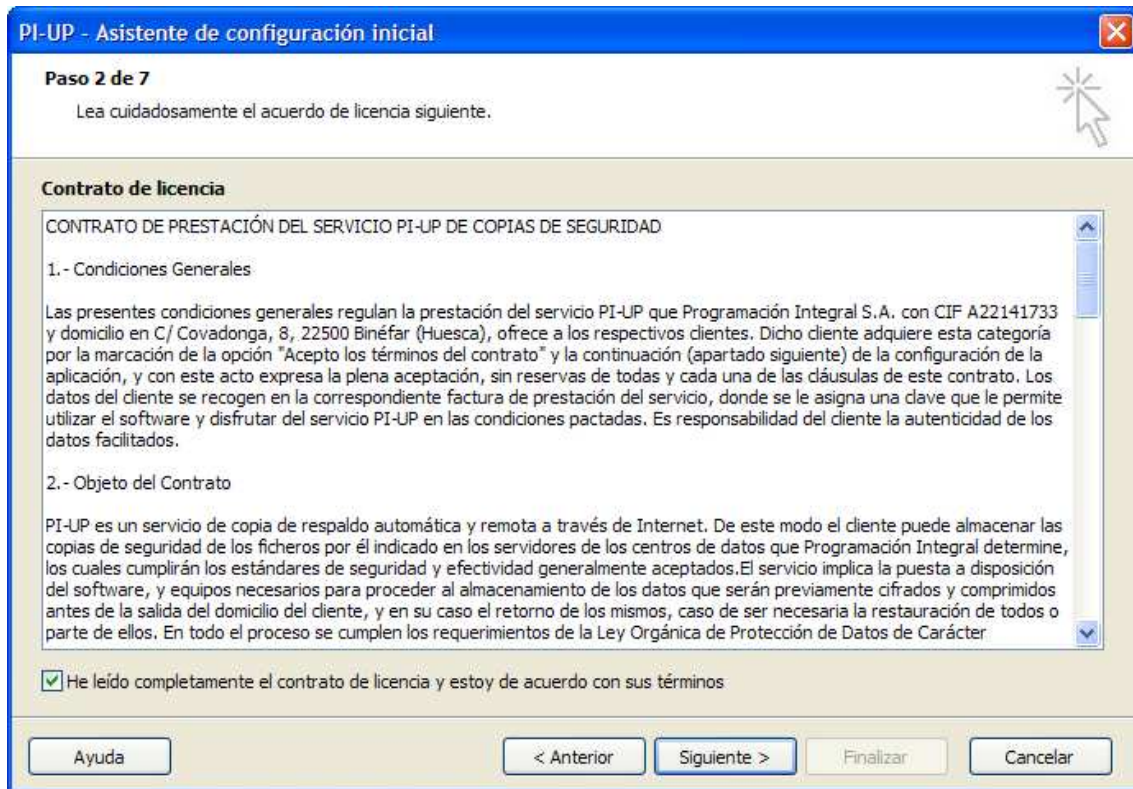 PI-UP - Asistente de configuración inicial
Paso 2 de 7
Lea cuidadosamente el acuerdo de licencia siguiente.
Contrato de licencia
CONTRATO DE PRESTACIÓN DEL SERVICIO PI-UP DE COPIAS DE SEGURIDAD
1.- Condiciones Generales
Las presentes condiciones generales regulan la prestación del servicio PI-UP que Programación Integral S.A. con CIF A22141733
y domicilio en C/ Covadonga, 8, 22500 Binéfar (Huesca), ofrece a los respectivos clientes. Dicho cliente adquiere esta categoría
por la marcación de la opción "Acepto los términos del contrato" y la continuación (apartado siguiente) de la configuración de la
aplicación, y con este acto expresa la plena aceptación, sin reservas de todas y cada una de las cláusulas de este contrato. Los
datos del cliente se recogen en la correspondiente factura de prestación del servicio, donde se le asigna una clave que le permite
utilizar el software y disfrutar del servicio PI-UP en las condiciones pactadas. Es responsabilidad del cliente la autenticidad de los
datos facilitados.
2.- Objeto del Contrato
PI-UP es un servicio de copia de respaldo automática y remota a través de Internet. De este modo el cliente puede almacenar las
copias de seguridad de los ficheros por él indicado en los servidores de los centros de datos que Programación Integral determine,
los cuales cumplirán los estándares de seguridad y efectividad generalmente aceptados.El servicio implica la puesta a disposición
del software, y equipos necesarios para proceder al almacenamiento de los datos que serán previamente cifrados y comprimidos
antes de la salida del domicilio del cliente, y en su caso el retorno de los mismos, caso de ser necesaria la restauración de todos o
parte de ellos. En todo el proceso se cumplen los requerimientos de la Ley Orgánica de Protección de Datos de Carácter
He leído completamente el contrato de licencia y estoy de acuerdo con sus términos
Ayuda
< Anterior
Siguiente >
Finalizar
Cancelar